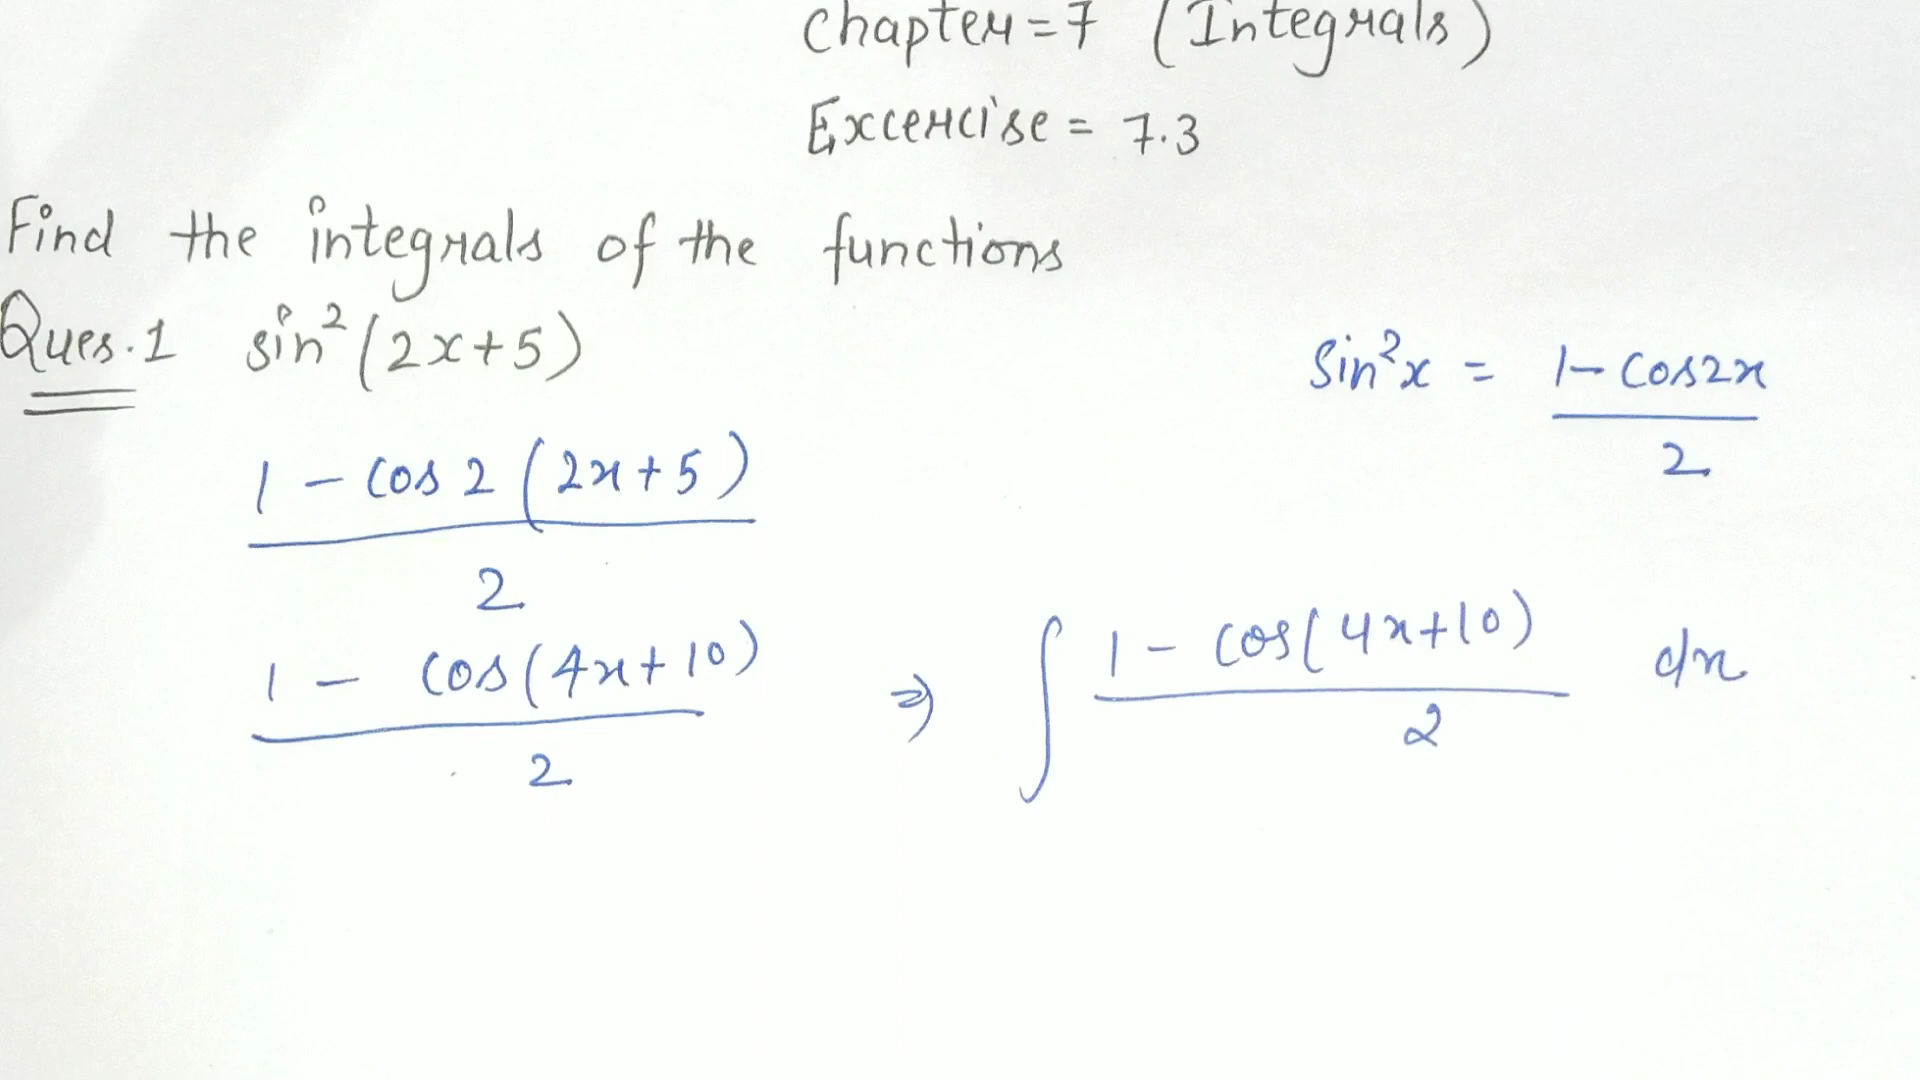 Chapter = 7 (Integrals)
Excercise = 7.3
Find the integrals of the functions
Ques.1 sin²(2x+5)
Sin²x = 1 - Cos2x / 2
1 - Cos 2 (2x+5) / 2
1 - Cos(4x+10) / 2 ⇒ ∫ 1 - Cos(4x+10) / 2 dx